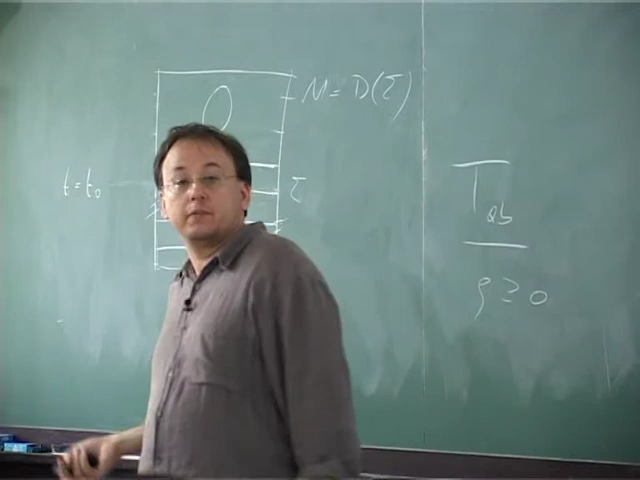 M = D(Σ)
t = t₀
Σ
T_ab
ρ ≥ 0